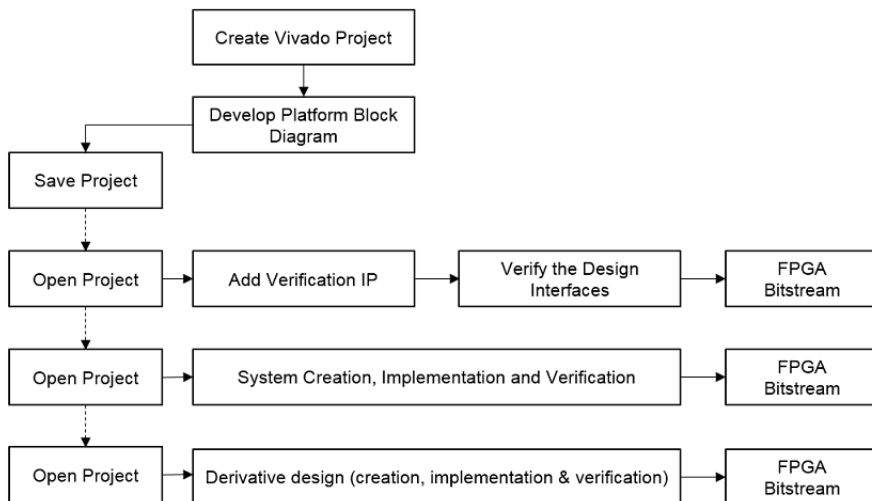 Create Vivado Project
Develop Platform Block
Diagram
Save Project
Open Project
Add Verification IP
Verify the Design
Interfaces
FPGA
Bitstream
Open Project
System Creation, Implementation and Verification
FPGA
Bitstream
Open Project
Derivative design (creation, implementation & verification)
FPGA
Bitstream